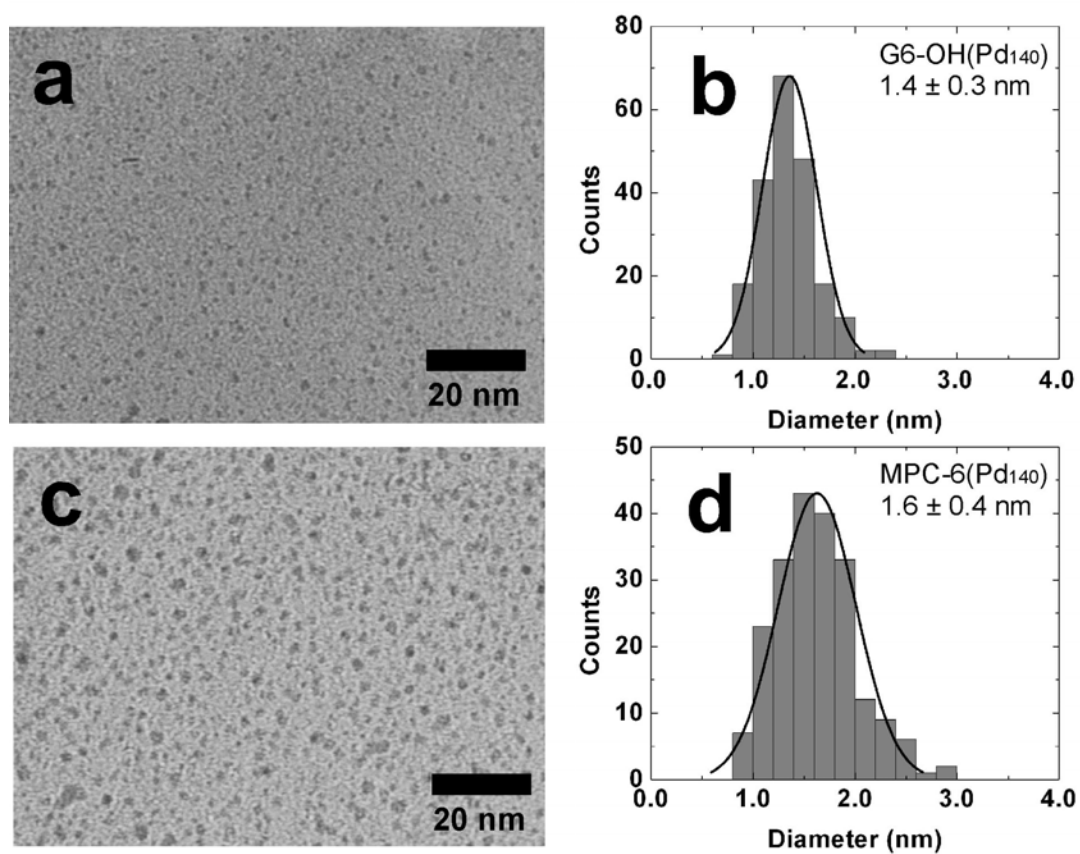 a
20 nm
b
G6-OH(Pd140)
1.4 ± 0.3 nm
Counts
80
60
40
20
0
0.0 1.0 2.0 3.0 4.0
Diameter (nm)
c
20 nm
d
MPC-6(Pd140)
1.6 ± 0.4 nm
Counts
50
40
30
20
10
0
0.0 1.0 2.0 3.0 4.0
Diameter (nm)